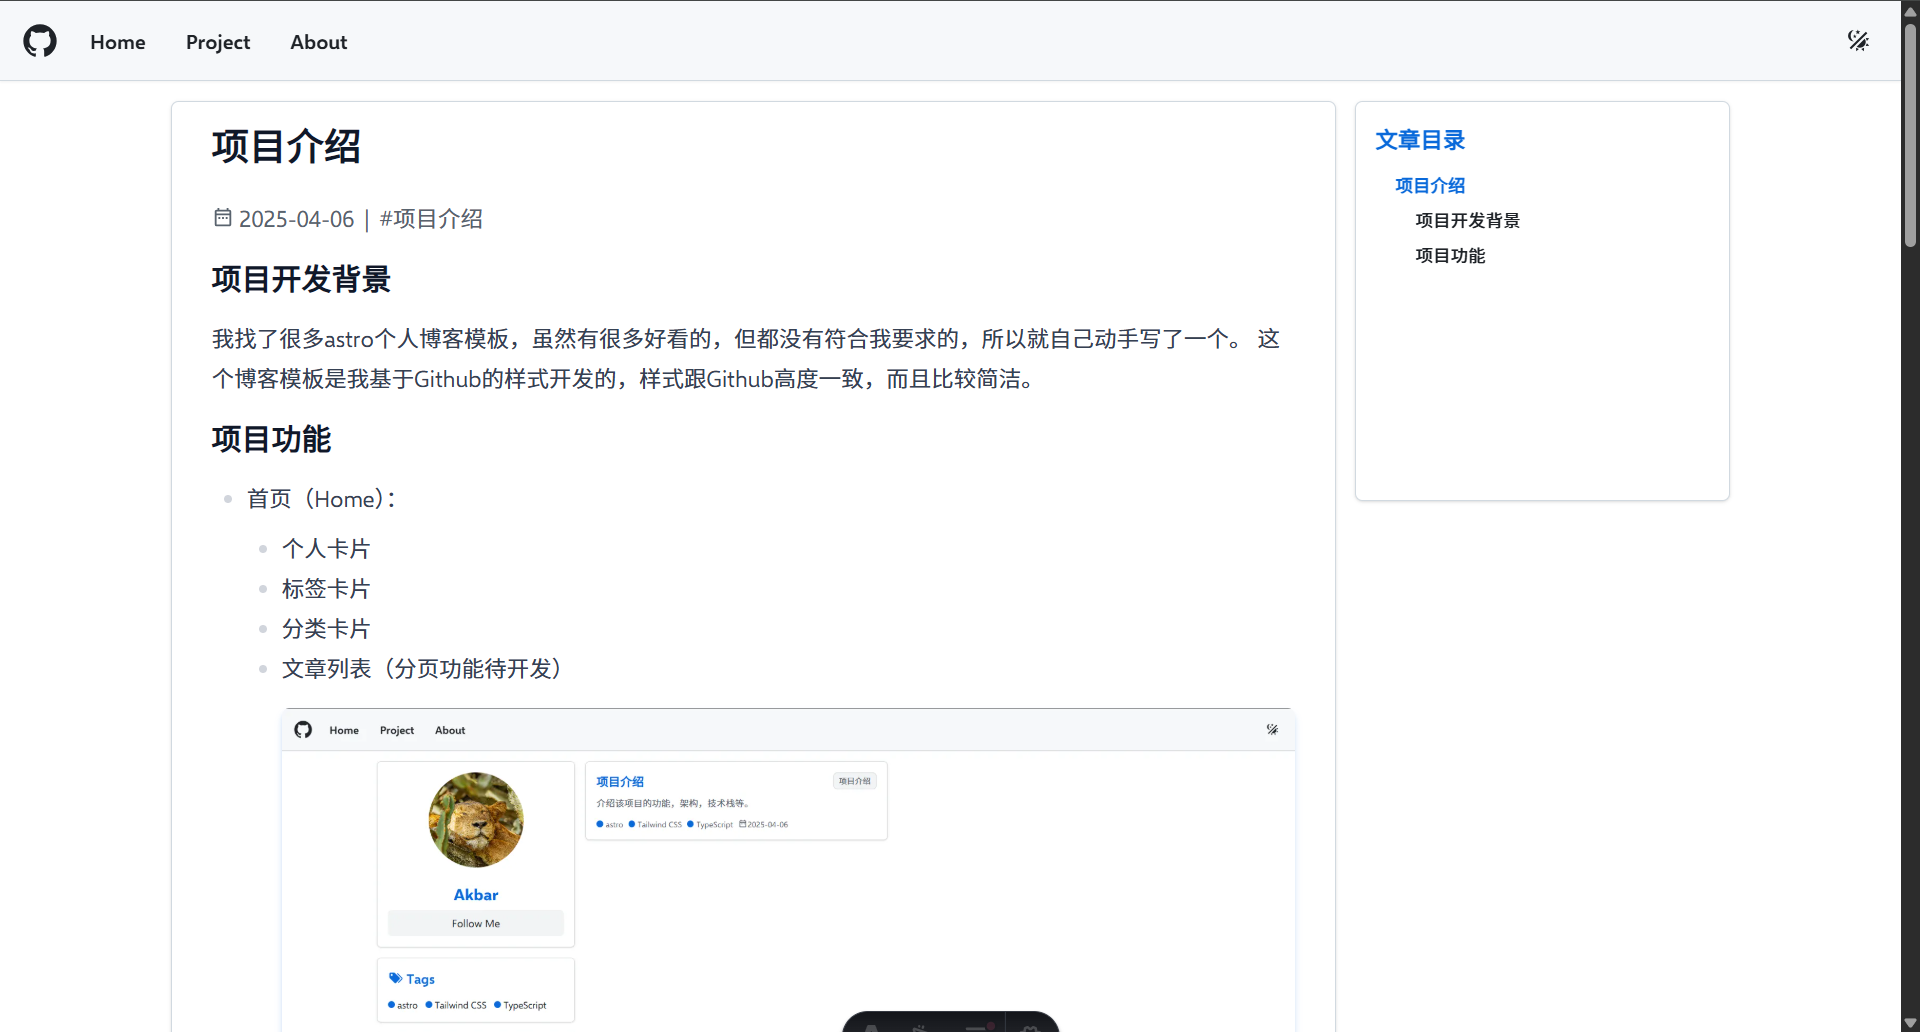 Home Project About
项目介绍
2025-04-06 | #项目介绍
项目开发背景
我找了很多astro个人博客模板，虽然有很多好看的，但都没有符合我要求的，所以就自己动手写了一个。 这
个博客模板是我基于Github的样式开发的，样式跟Github高度一致，而且比较简洁。
项目功能
首页（Home）：
个人卡片
标签卡片
分类卡片
文章列表（分页功能待开发）
Home Project About
Akbar
Follow Me
Tags
astro Tailwind CSS TypeScript
项目介绍 项目介绍
介绍该项目的功能，架构，技术栈等。
astro Tailwind CSS TypeScript 2025-04-06
文章目录
项目介绍
项目开发背景
项目功能